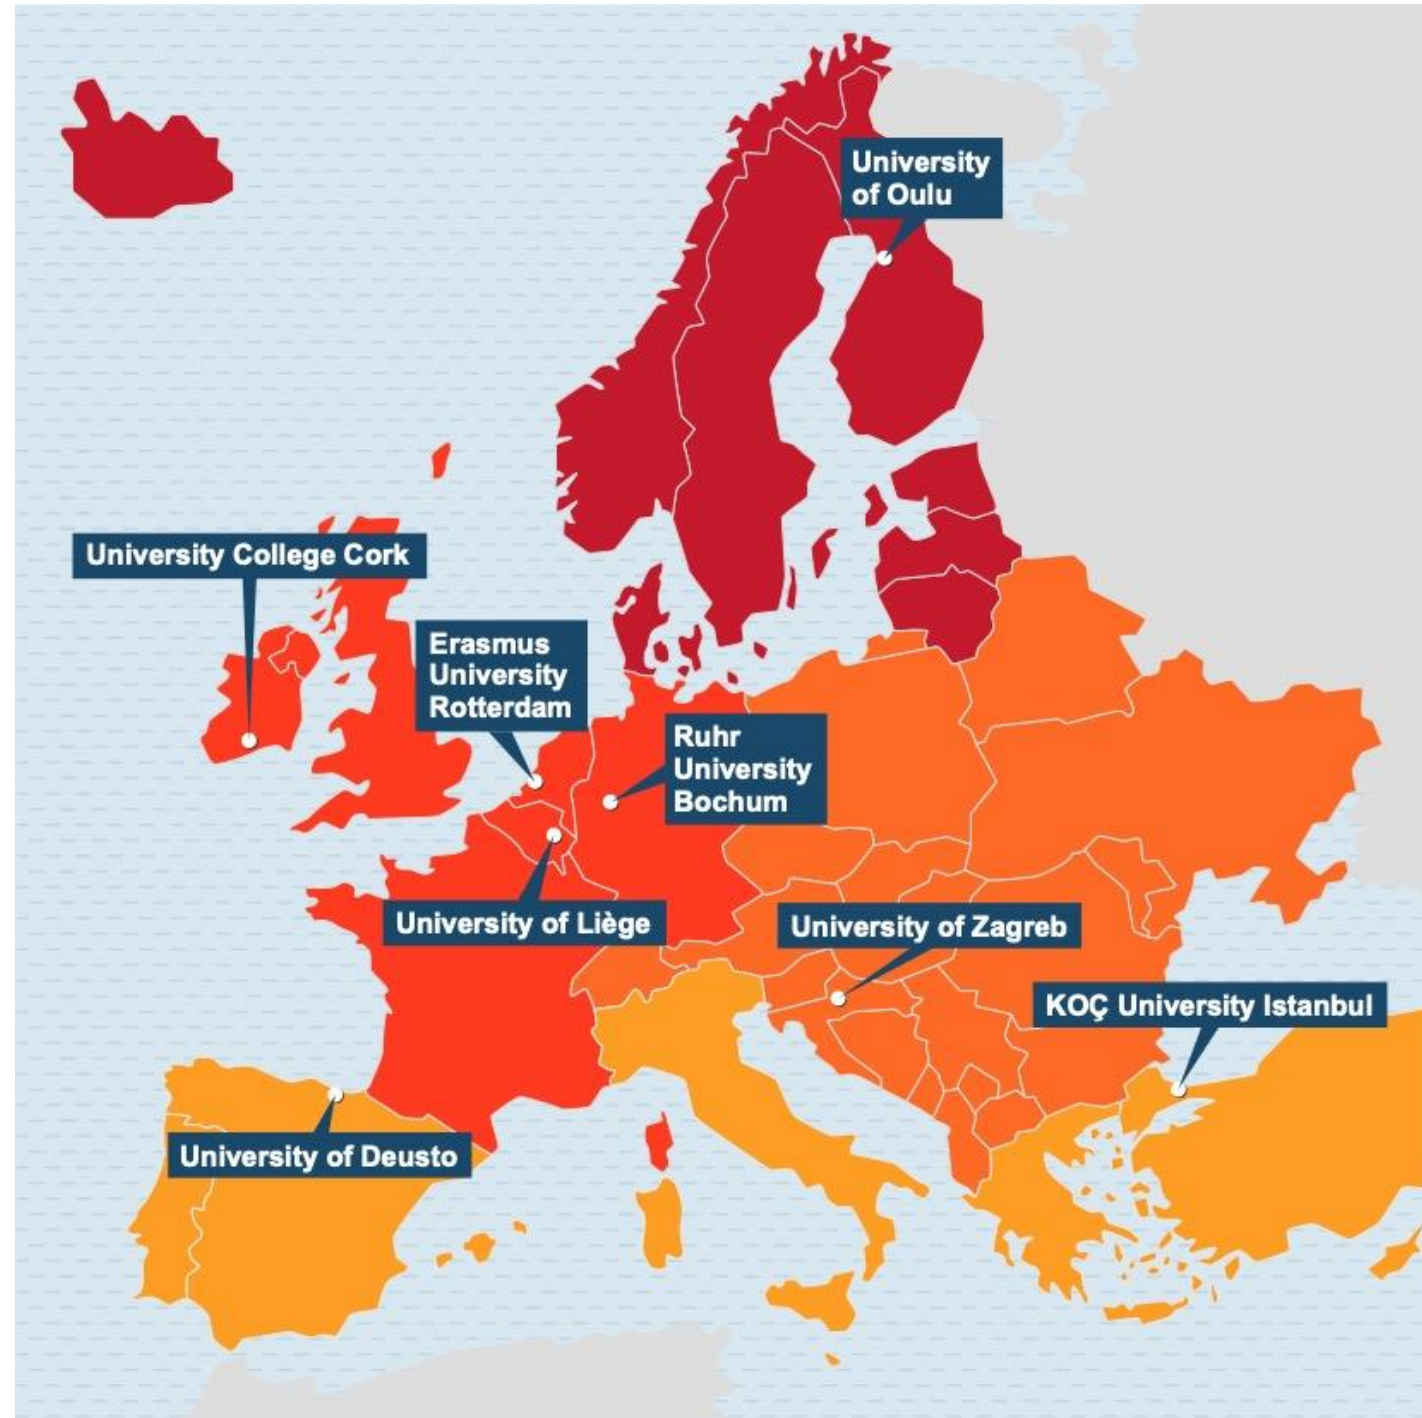 University
of Oulu
University College Cork
Erasmus
University
Rotterdam
Ruhr
University
Bochum
University of Liège
University of Zagreb
KOÇ University Istanbul
University of Deusto